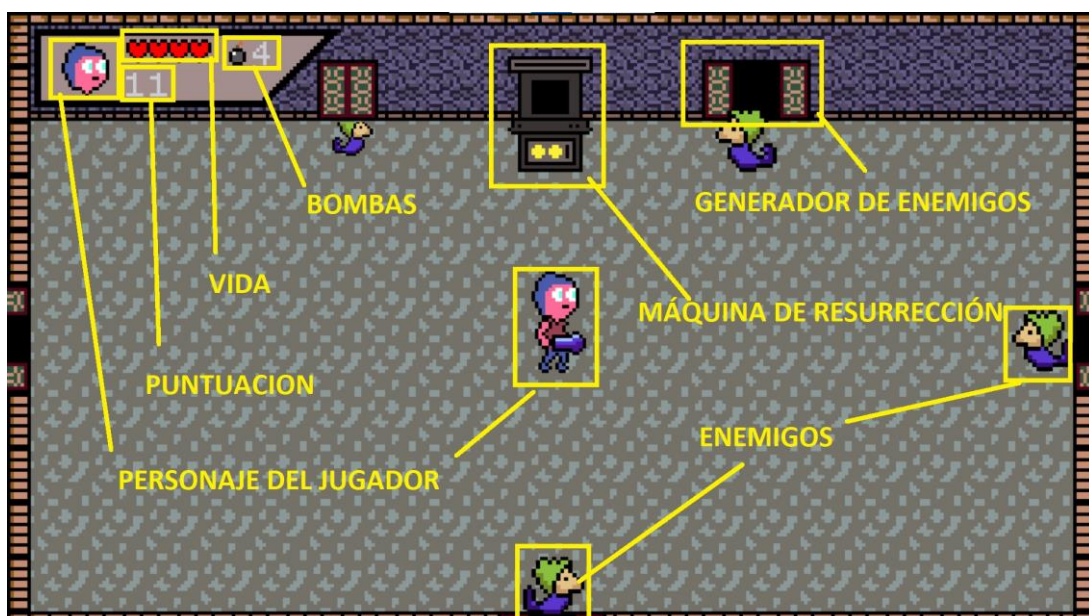 4
11
BOMBAS
GENERADOR DE ENEMIGOS
VIDA
MÁQUINA DE RESURRECCIÓN
PUNTUACION
ENEMIGOS
PERSONAJE DEL JUGADOR